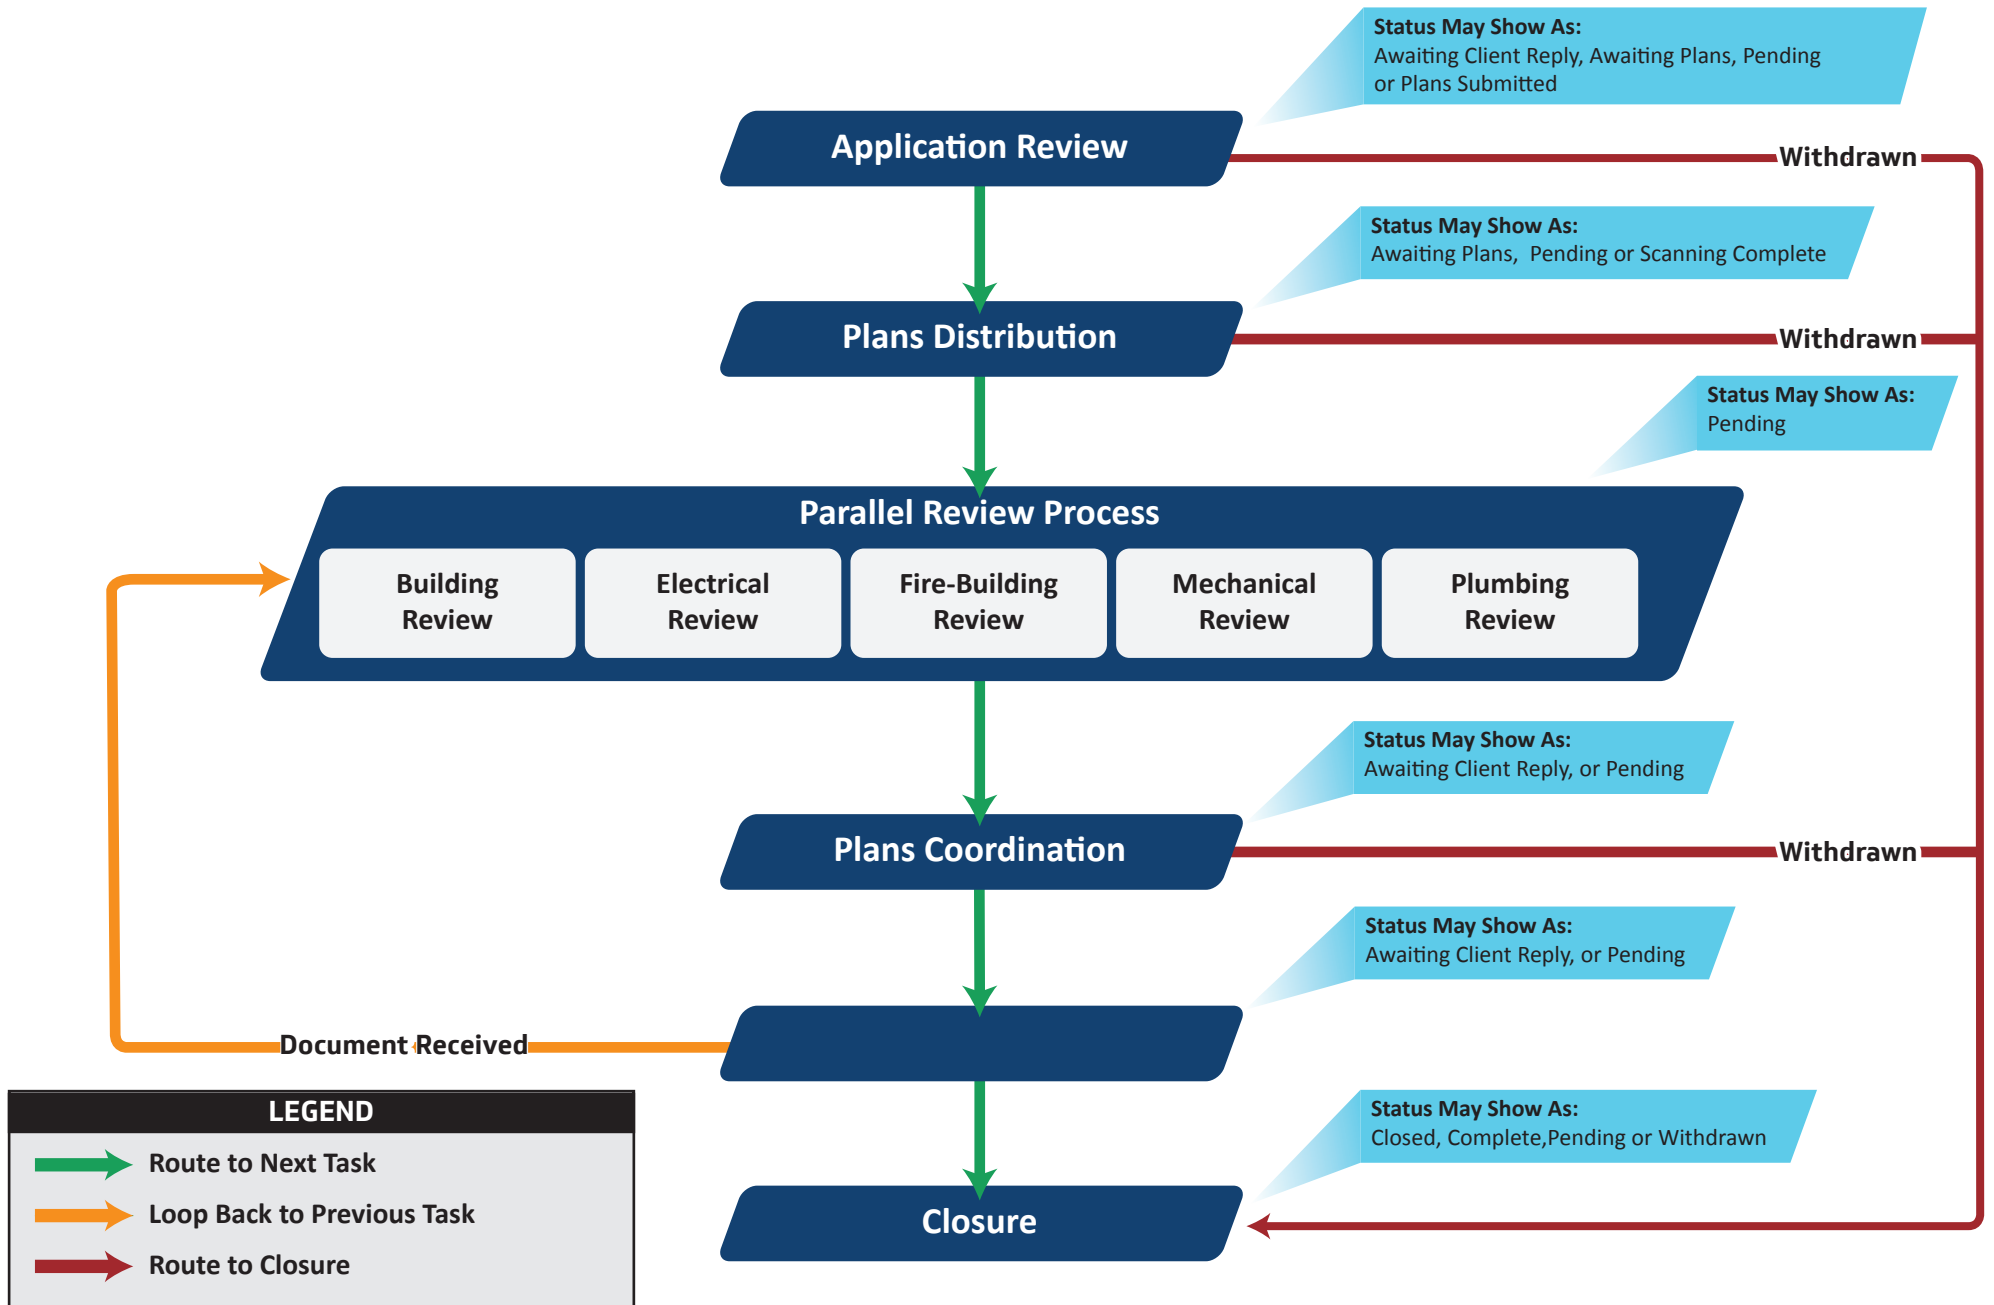 Status May Show As:
Awaiting Client Reply, Awaiting Plans, Pending
or Plans Submitted
Application Review
Withdrawn
Status May Show As:
Awaiting Plans,  Pending or Scanning Complete
Plans Distribution
Withdrawn
Status May Show As:
Pending
Parallel Review Process
Building
Review
Electrical
Review
Fire-Building
Review
Mechanical
Review
Plumbing
Review
Status May Show As:
Awaiting Client Reply, or Pending
Plans Coordination
Withdrawn
Status May Show As:
Awaiting Client Reply, or Pending
Document Received
Status May Show As:
Closed, Complete,Pending or Withdrawn
Closure
LEGEND
Route to Next Task
Loop Back to Previous Task
Route to Closure